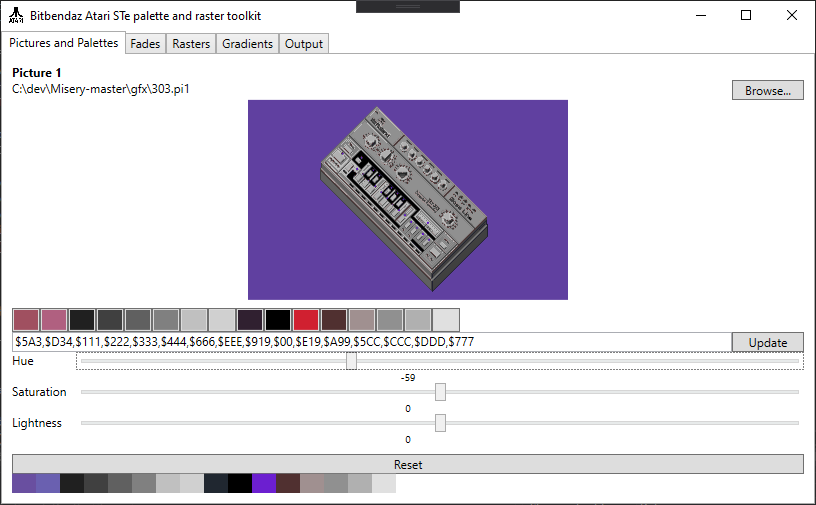 ATARI
Bitbendaz Atari STe palette and raster toolkit
Pictures and Palettes
Fades
Rasters
Gradients
Output
Picture 1
C:\dev\Misery-master\gfx\303.pi1
Browse...
$5A3,$D34,$111,$222,$333,$444,$666,$EEE,$919,$00,$E19,$A99,$5CC,$CCC,$DDD,$777
Update
Hue
-59
Saturation
0
Lightness
0
Reset